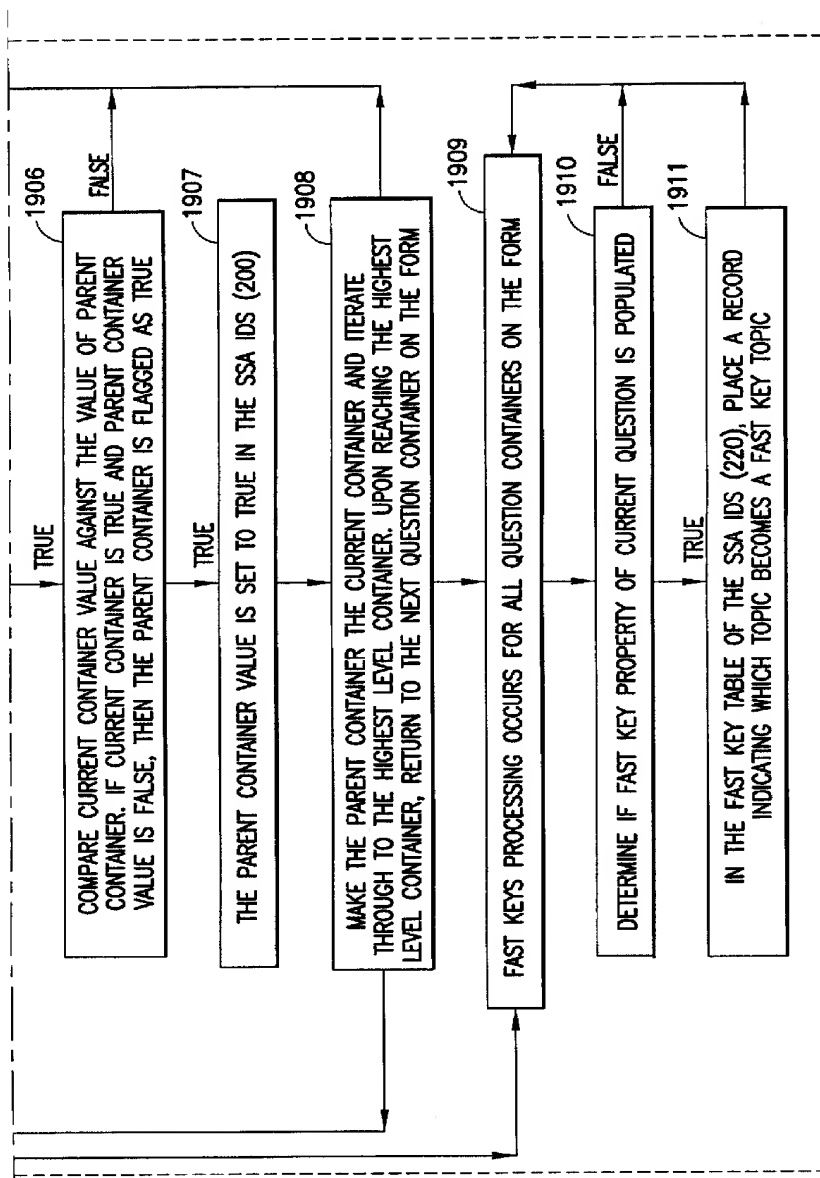 TRUE
1906
COMPARE CURRENT CONTAINER VALUE AGAINST THE VALUE OF PARENT
CONTAINER. IF CURRENT CONTAINER IS TRUE AND PARENT CONTAINER
VALUE IS FALSE, THEN THE PARENT CONTAINER IS FLAGGED AS TRUE
FALSE
TRUE
1907
THE PARENT CONTAINER VALUE IS SET TO TRUE IN THE SSA IDS (200)
1908
MAKE THE PARENT CONTAINER THE CURRENT CONTAINER AND ITERATE
THROUGH TO THE HIGHEST LEVEL CONTAINER. UPON REACHING THE HIGHEST
LEVEL CONTAINER, RETURN TO THE NEXT QUESTION CONTAINER ON THE FORM
1909
FAST KEYS PROCESSING OCCURS FOR ALL QUESTION CONTAINERS ON THE FORM
1910
DETERMINE IF FAST KEY PROPERTY OF CURRENT QUESTION IS POPULATED
FALSE
TRUE
1911
IN THE FAST KEY TABLE OF THE SSA IDS (220), PLACE A RECORD
INDICATING WHICH TOPIC BECOMES A FAST KEY TOPIC